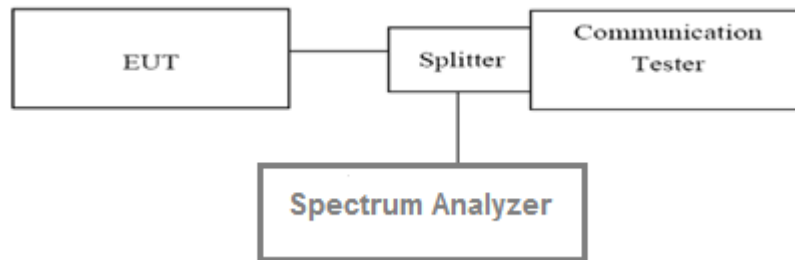 EUT
Splitter
Communication
Tester
Spectrum Analyzer